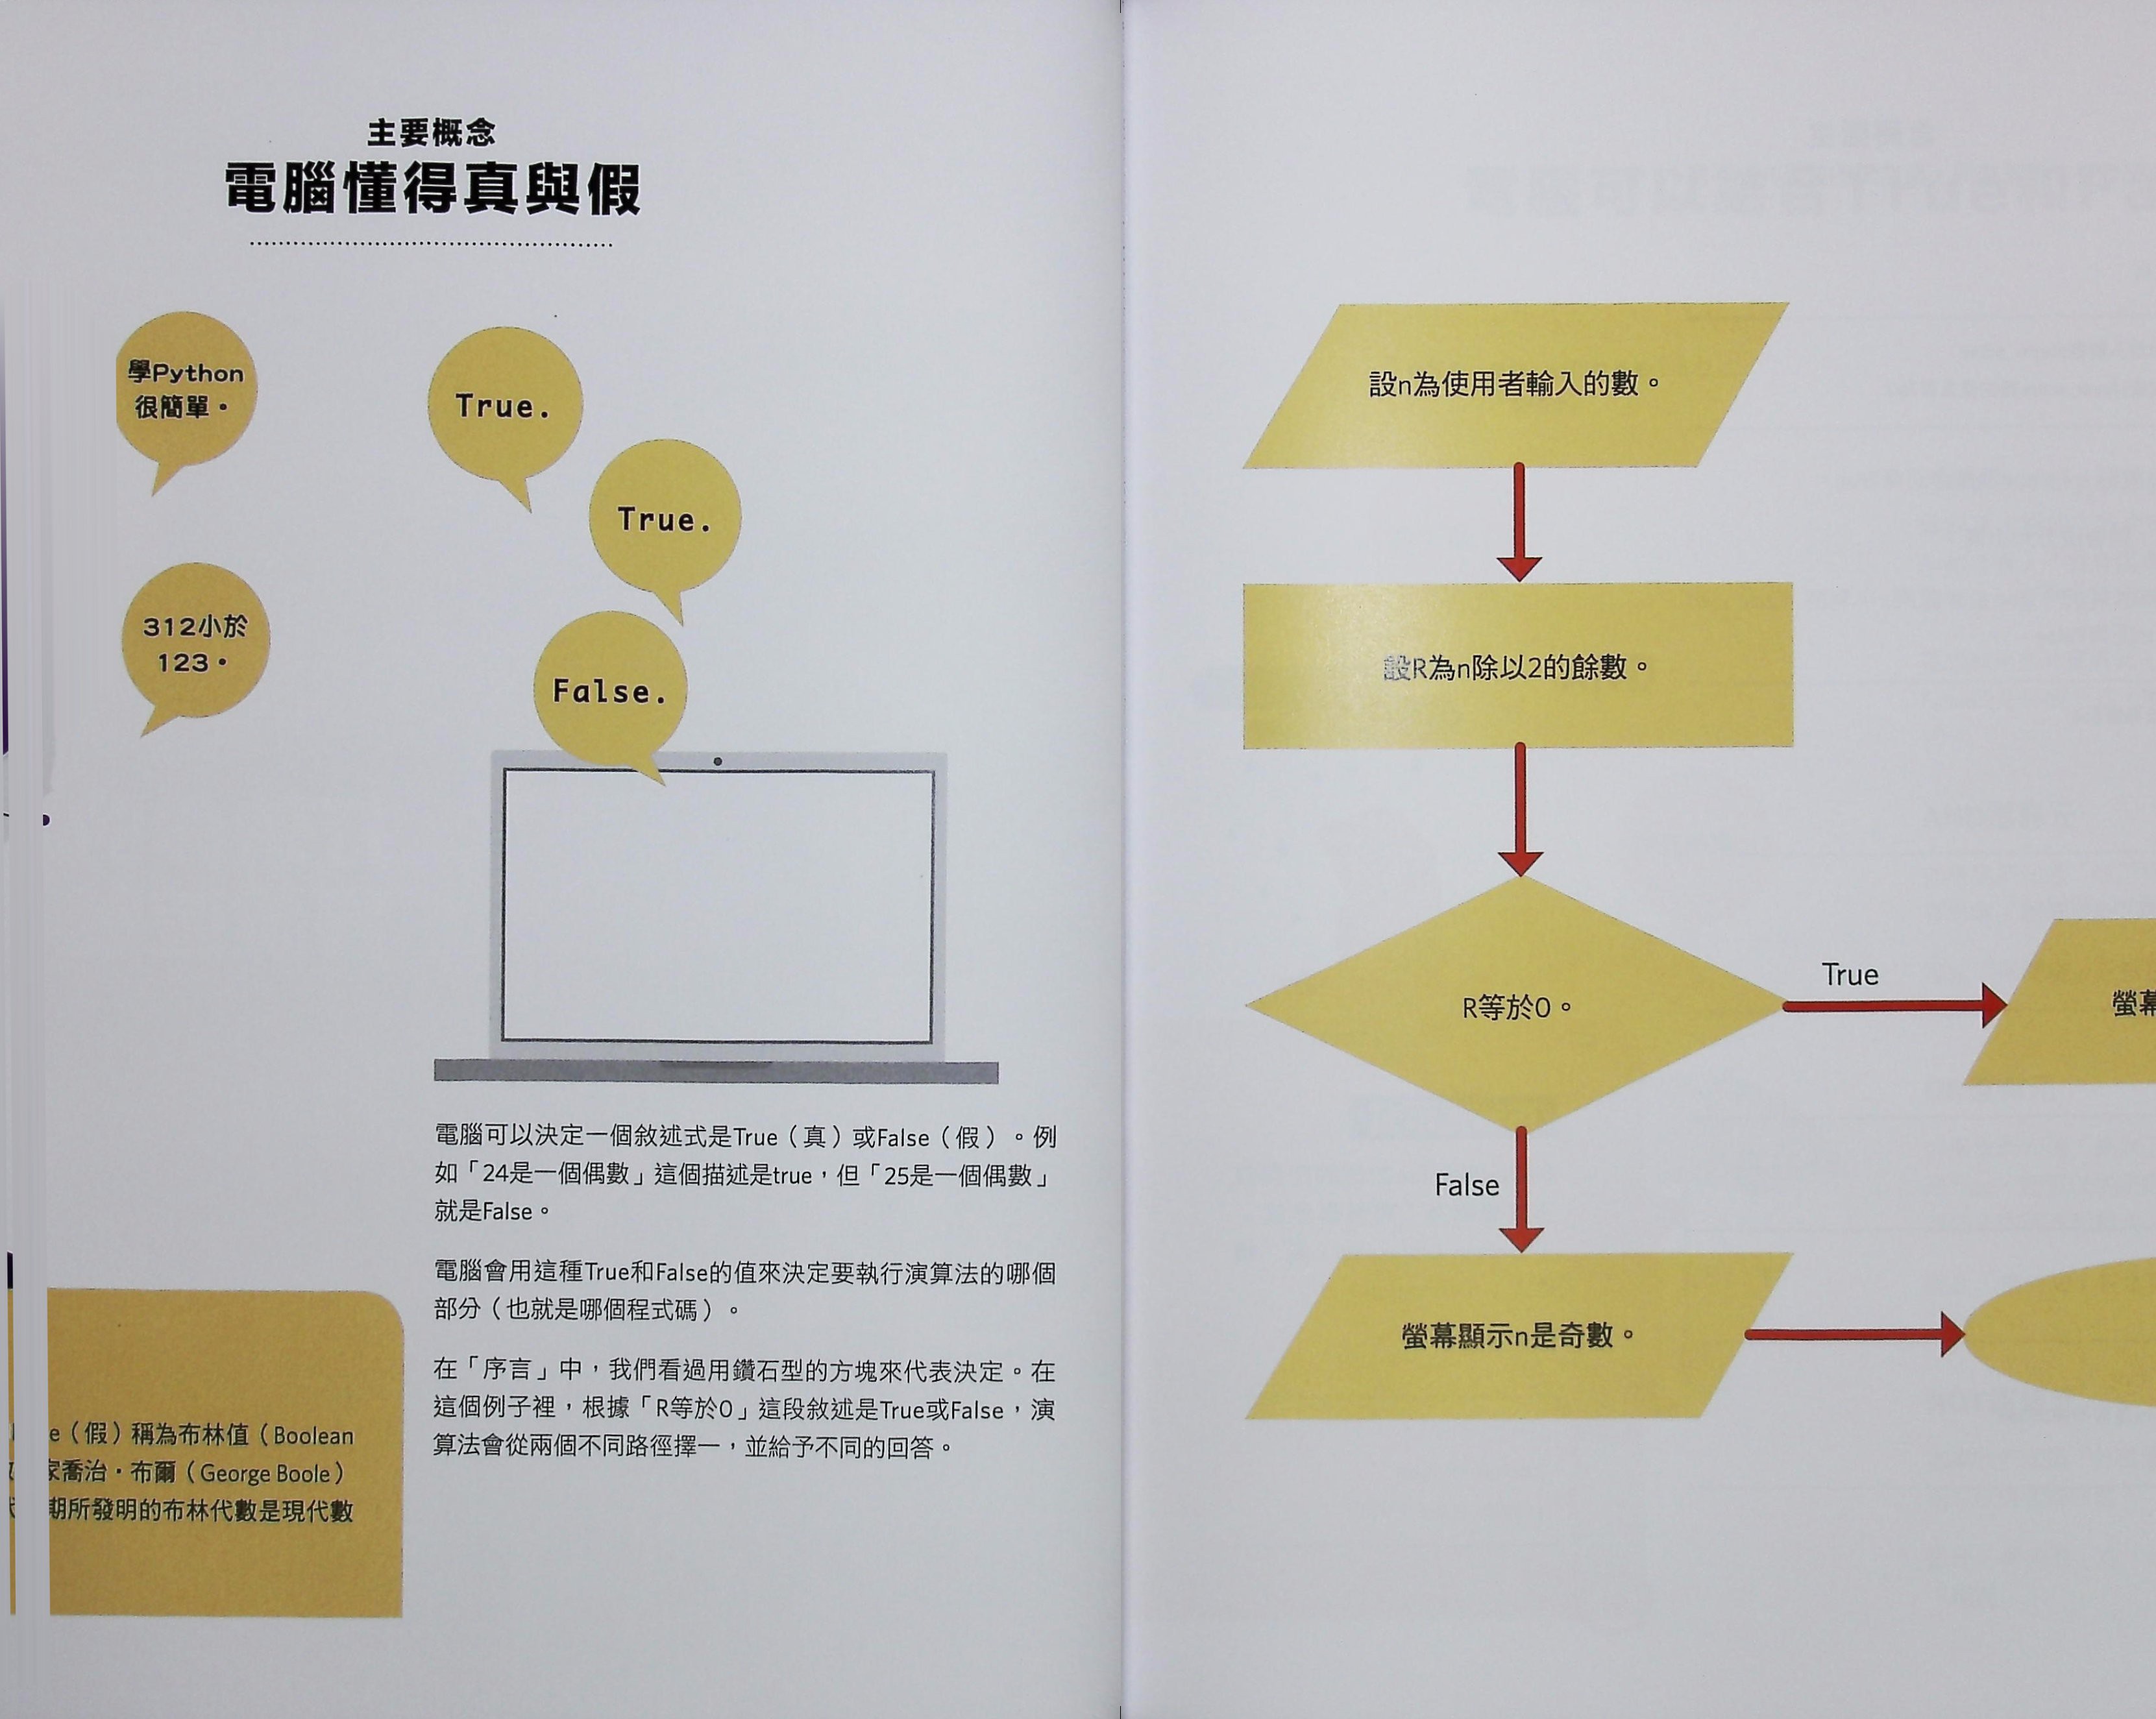 主要概念
電腦懂得真與假
學Python
很簡單。
True.
True.
312小於
123。
False.
電腦可以決定一個敘述式是True（真）或False（假）。例
如「24是一個偶數」這個描述是true，但「25是一個偶數」
就是False。
電腦會用這種True和False的值來決定要執行演算法的哪個
部分（也就是哪個程式碼）。
在「序言」中，我們看過用鑽石型的方塊來代表決定。在
這個例子裡，根據「R等於0」這段敘述是True或False，演
算法會從兩個不同路徑擇一，並給予不同的回答。
e（假）稱為布林值（Boolean
家喬治・布爾（George Boole）
期所發明的布林代數是現代數
設n為使用者輸入的數。
設R為n除以2的餘數。
R等於0。
True
螢幕
False
螢幕顯示n是奇數。